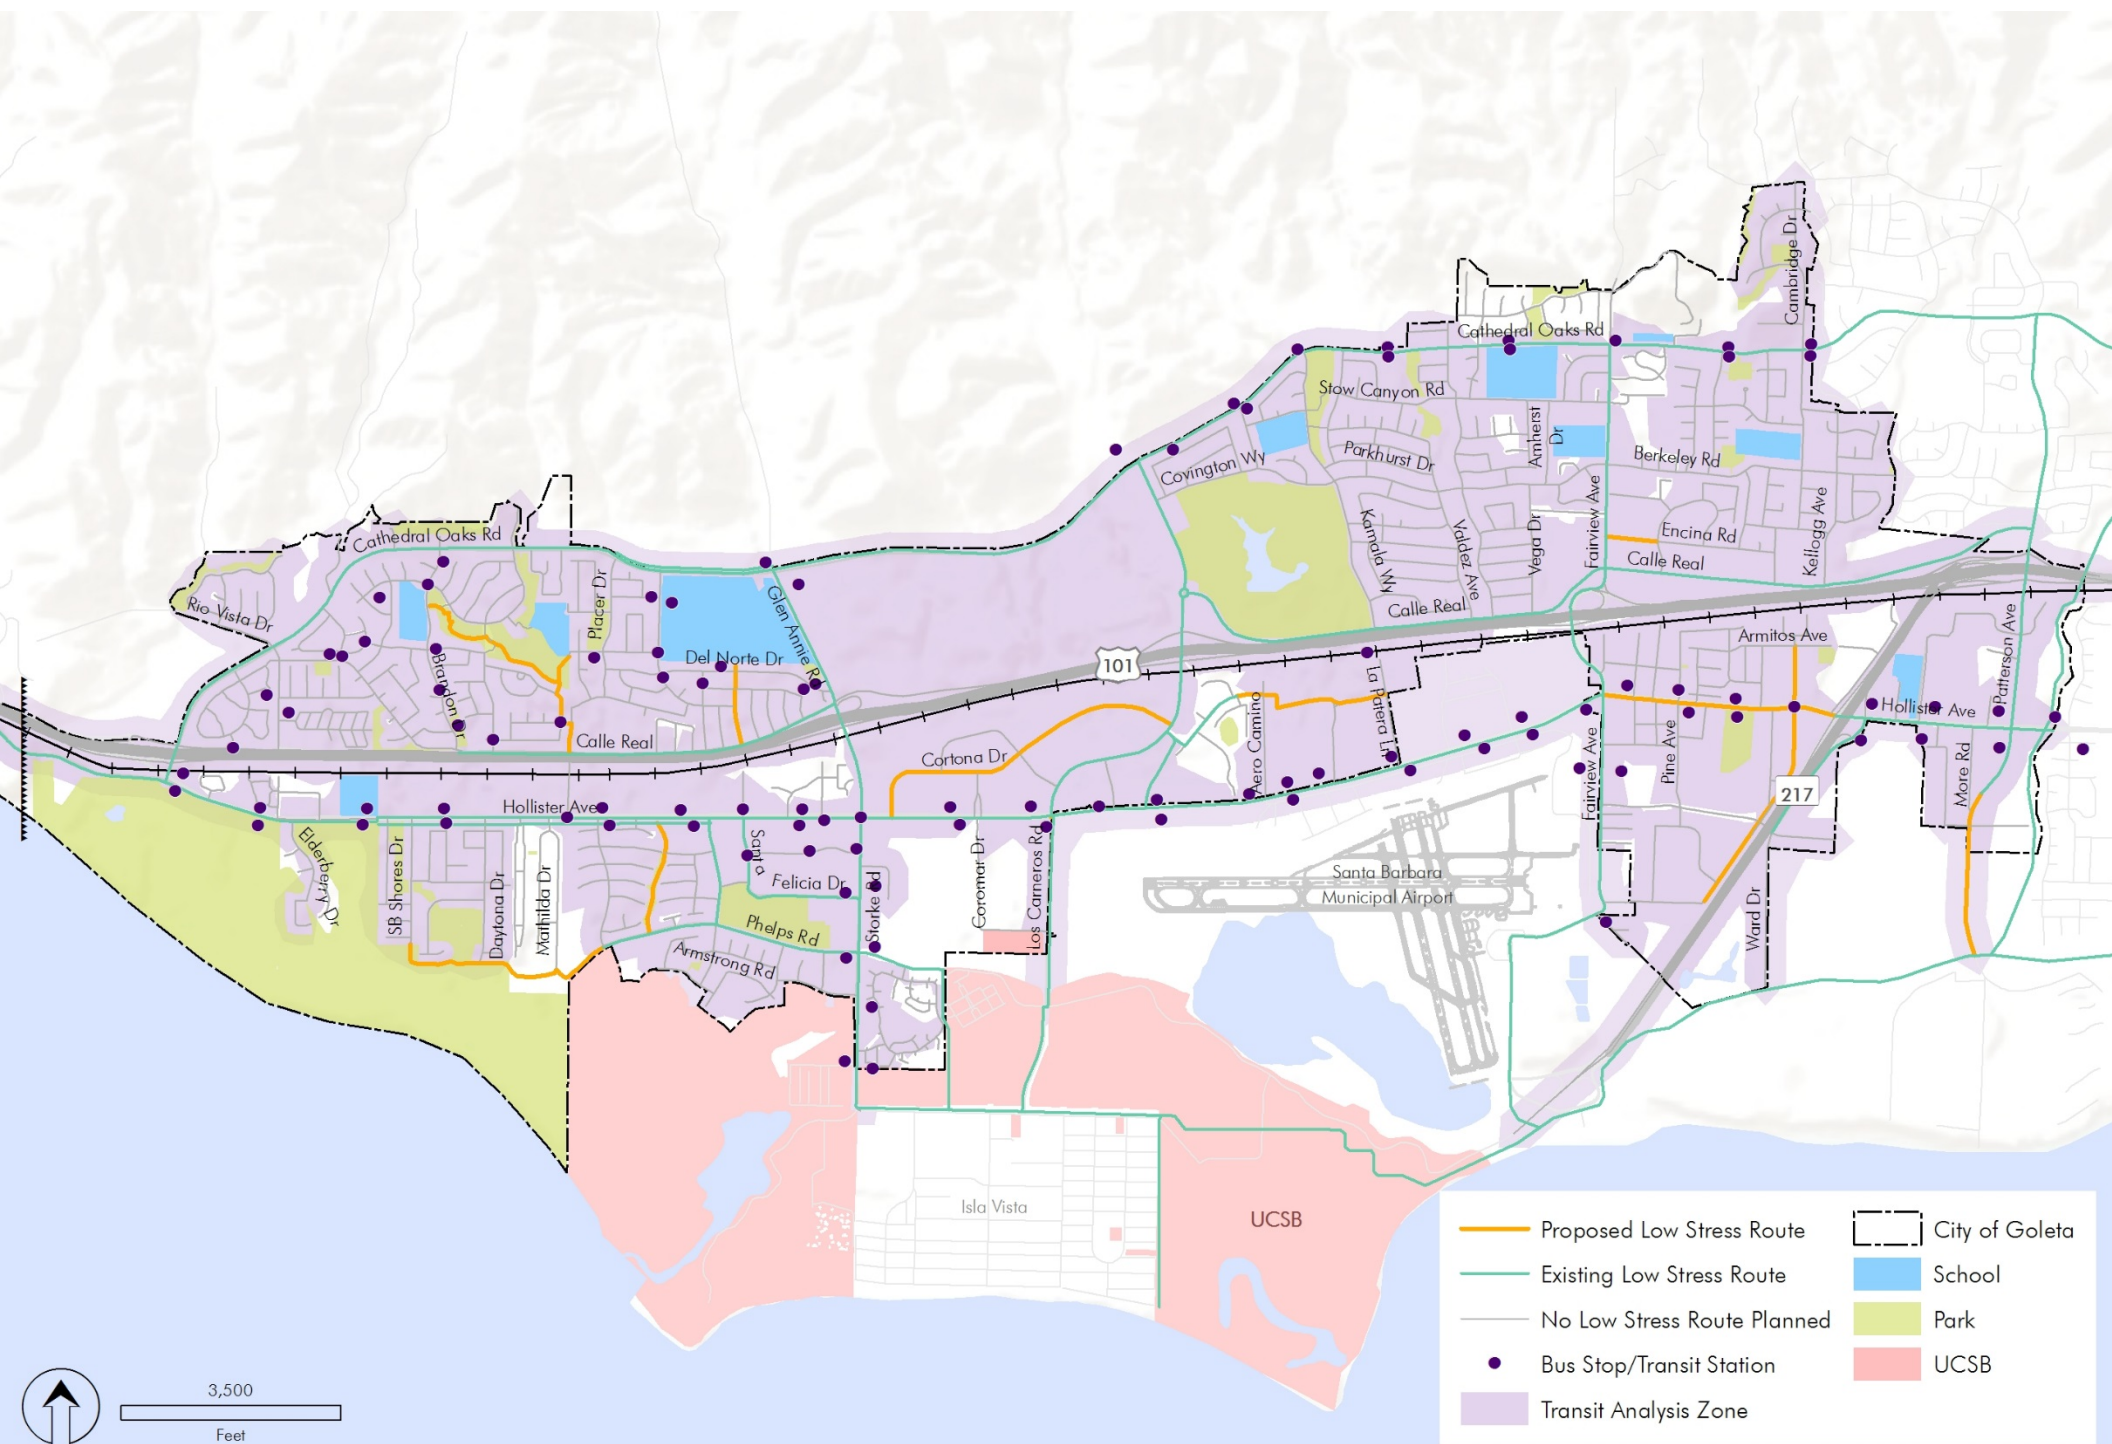 Cambridge Dr
Cathedral Oaks Rd
Stow Canyon Rd
Amherst
Dr
Parkhurst Dr
Covington Wy
Berkeley Rd
Fairview Ave
Kellogg Ave
Kamala Wy
Valdez Ave
Vega Dr
Encina Rd
Calle Real
Cathedral Oaks Rd
Rio Vista Dr
Placer Dr
Glen Annie Rd
Calle Real
Armitos Ave
Patterson Ave
Brandon Dr
Del Norte Dr
101
La Patera Ln
Hollister Ave
Calle Real
Cortona Dr
Aero Camino
Fairview Ave
Pine Ave
More Rd
217
Hollister Ave
Elderberry Dr
SB Shores Dr
Daytona Dr
Mathilda Dr
Santa
Felicia Dr
Storke Rd
Coromar Dr
Los Carneros Rd
Santa Barbara
Municipal Airport
Ward Dr
Phelps Rd
Armstrong Rd
Isla Vista
UCSB
Proposed Low Stress Route
Existing Low Stress Route
No Low Stress Route Planned
Bus Stop/Transit Station
Transit Analysis Zone
City of Goleta
School
Park
UCSB
3,500
Feet